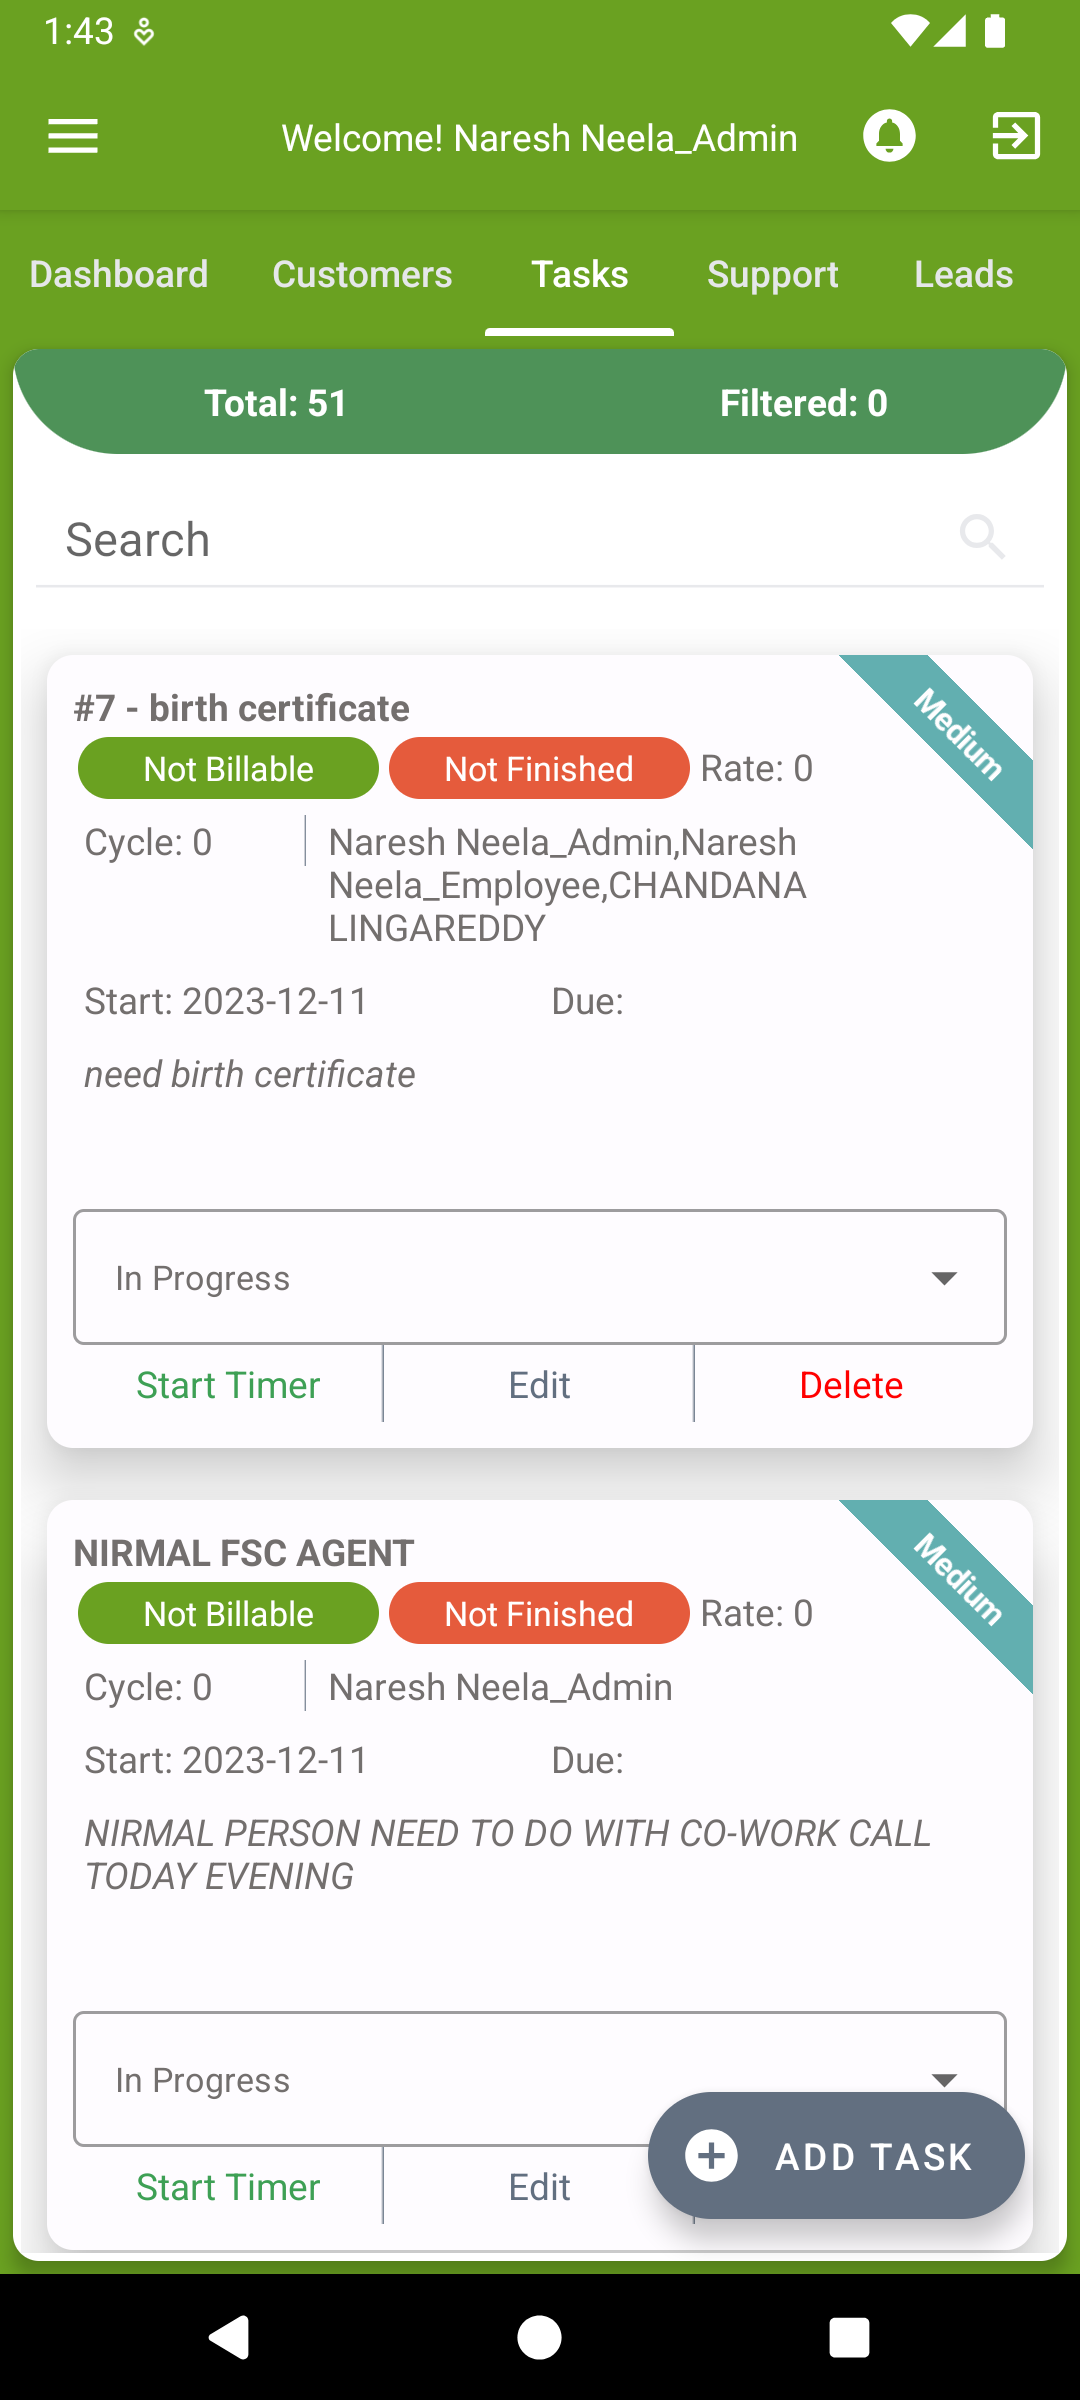 1:43
Welcome! Naresh Neela_Admin
Dashboard Customers Tasks Support Leads
Total: 51 Filtered: 0
Search
#7 - birth certificate
Medium
Not Billable Not Finished Rate: 0
Cycle: 0
Naresh Neela_Admin,Naresh
Neela_Employee,CHANDANA
LINGAREDDY
Start: 2023-12-11 Due:
need birth certificate
In Progress
Start Timer Edit Delete
NIRMAL FSC AGENT
Medium
Not Billable Not Finished Rate: 0
Cycle: 0 Naresh Neela_Admin
Start: 2023-12-11 Due:
NIRMAL PERSON NEED TO DO WITH CO-WORK CALL
TODAY EVENING
In Progress
ADD TASK
Start Timer Edit